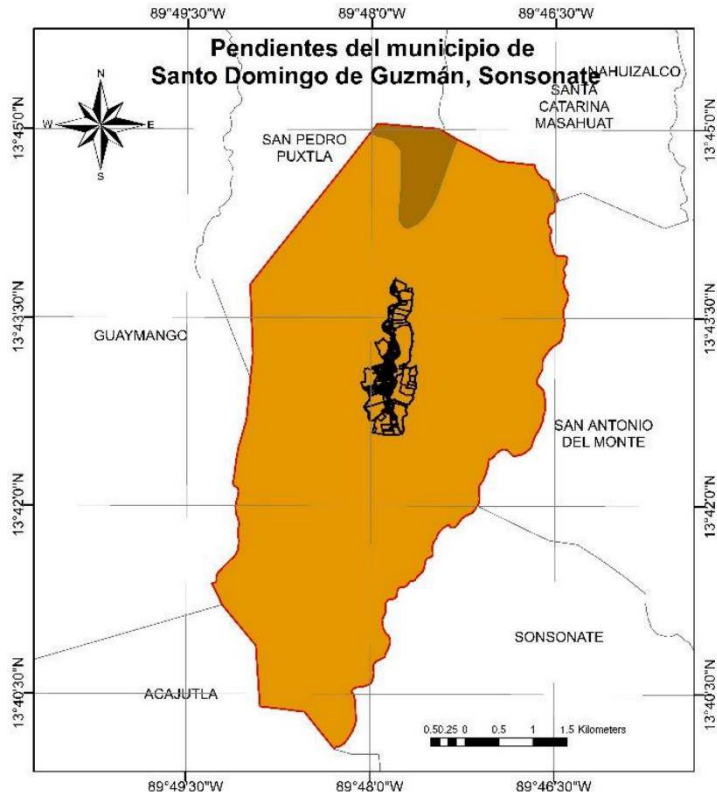 89°49'30"W
89°48'0"W
89°46'30"W
Pendientes del municipio de
Santo Domingo de Guzmán, Sonsonate
NAHUIZALCO
SANTA
CATARINA
MASAHUAT
N
W
E
S
SAN PEDRO
PUXTLA
13°45'0"N
13°45'0"N
13°43'30"N
13°43'30"N
GUAYMANGO
SAN ANTONIO
DEL MONTE
13°42'0"N
13°42'0"N
SONSONATE
ACAJUTLA
13°40'30"N
13°40'30"N
0.50.25 0 0.5 1 1.5 Kilometers
89°49'30"W
89°48'0"W
89°46'30"W